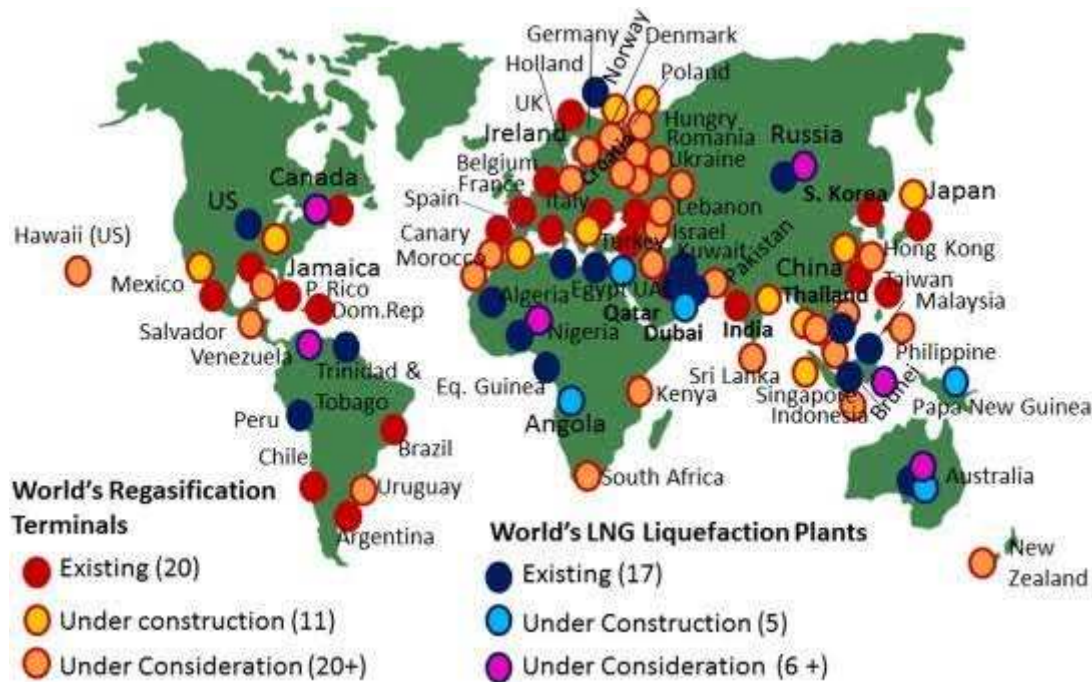 Germany
Norway
Denmark
Holland
Poland
UK
Hungry
Ireland
Romania
Russia
Croatia
Ukraine
Belgium
Canada
France
S. Korea
Japan
US
Spain
Italy
Lebanon
Hawaii (US)
Canary
Israel
Turkey
Kuwait
Pakistan
Hong Kong
Morocco
Jamaica
China
Mexico
P. Rico
Algeria
Egypt
UA
Taiwan
Thailand
Malaysia
Dom.Rep
Qatar
Salvador
Nigeria
Dubai
India
Venezuela
Philippine
Trinidad &
Tobago
Eq. Guinea
Sri Lanka
Singapore
Brunei
Kenya
Indonesia
Papa New Guinea
Peru
Angola
Brazil
Chile
South Africa
Australia
Uruguay
Argentina
New
Zealand
World's Regasification
Terminals
Existing (20)
Under construction (11)
Under Consideration (20+)
World's LNG Liquefaction Plants
Existing (17)
Under Construction (5)
Under Consideration (6 +)